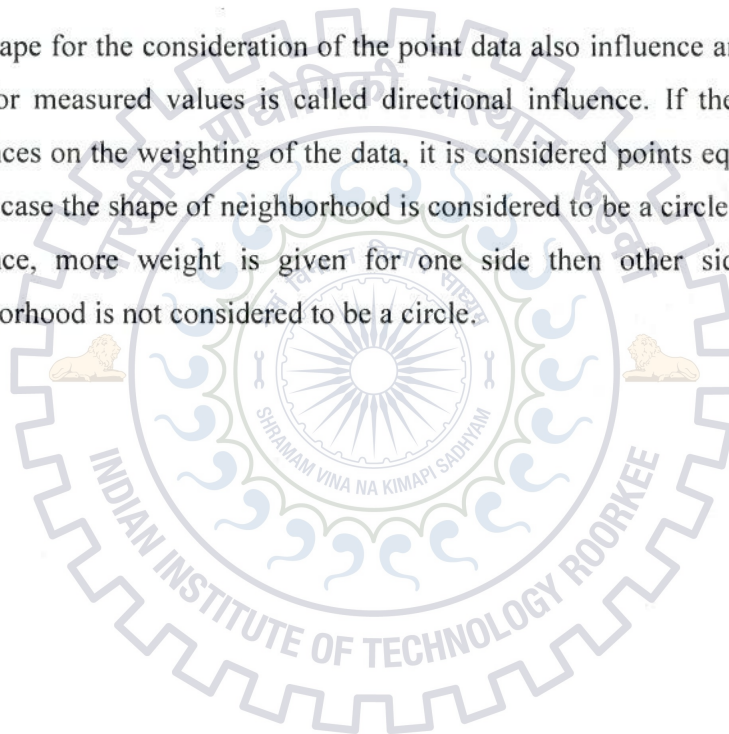 ape for the consideration of the point data also influence a
or measured values is called directional influence. If the
nces on the weighting of the data, it is considered points eq
case the shape of neighborhood is considered to be a circle
nce, more weight is given for one side then other sid
orhood is not considered to be a circle.
SHRAMAM VINA NA KIMAPI SADHYAM
INDIAN INSTITUTE OF TECHNOLOGY ROORKEE